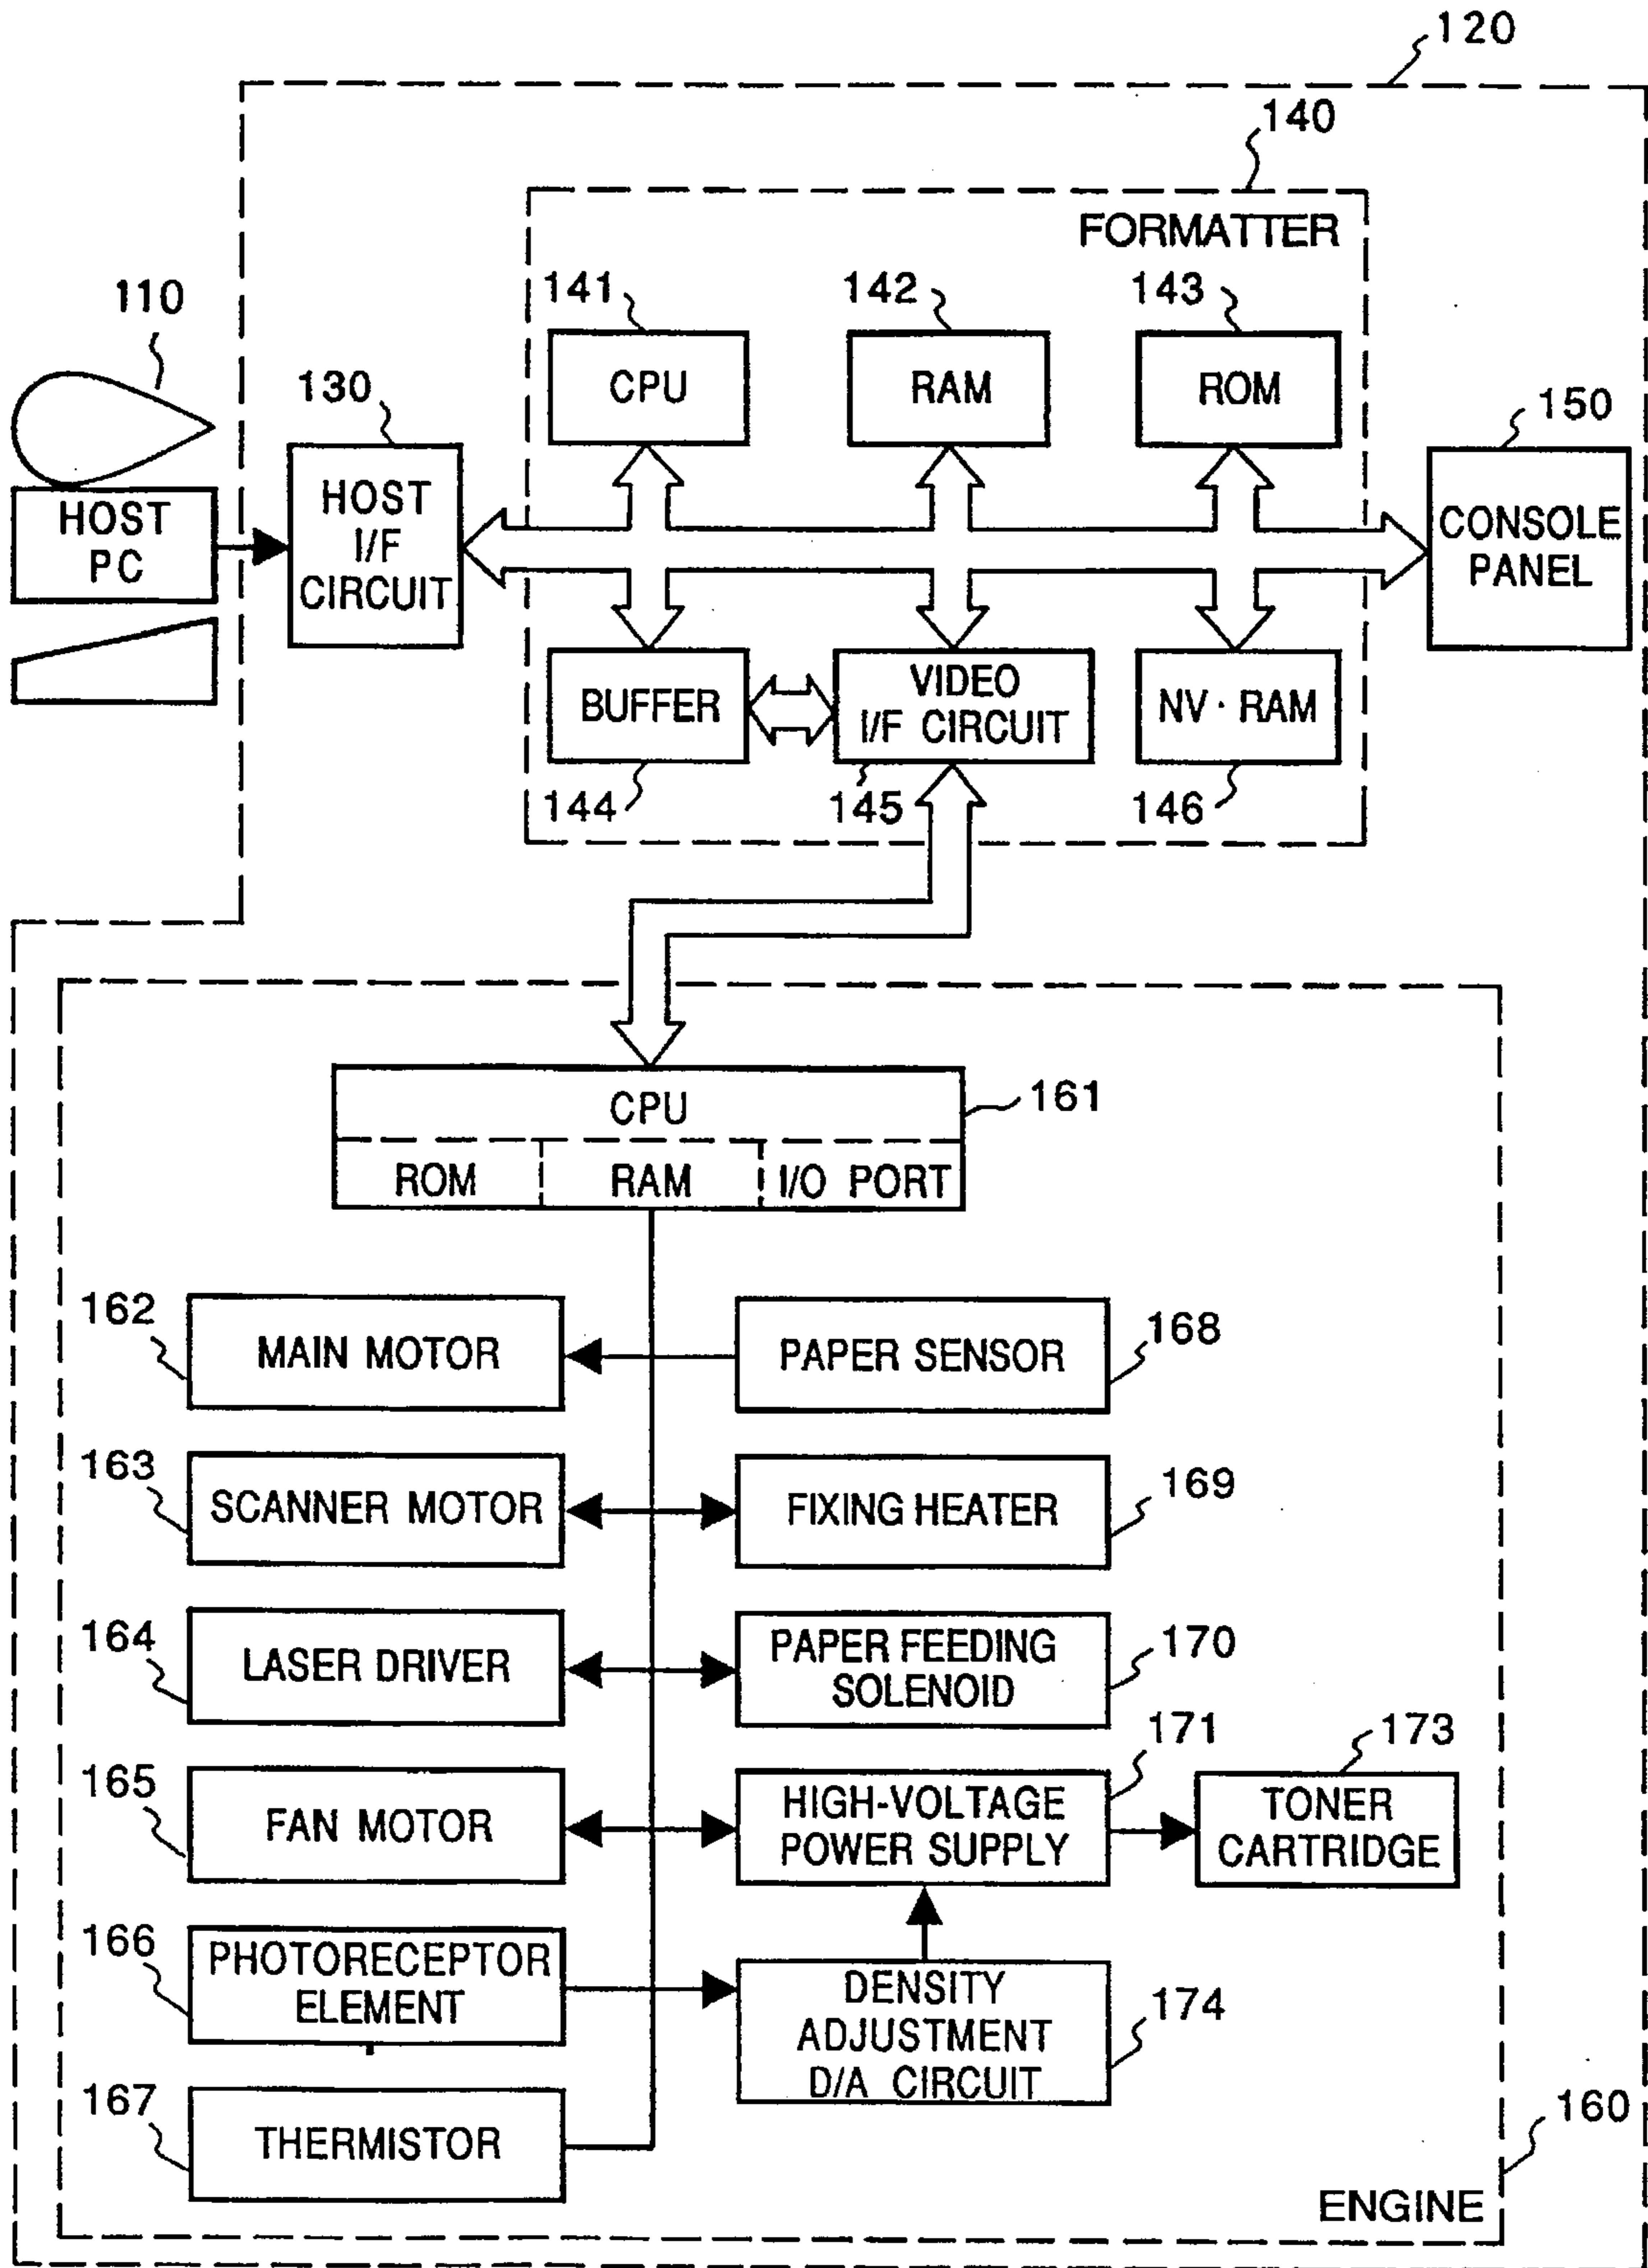 120
140
FORMATTER
110
130
141
142
143
150
CPU
RAM
ROM
HOST
PC
HOST
I/F
CIRCUIT
CONSOLE
PANEL
BUFFER
VIDEO
I/F CIRCUIT
NV·RAM
144
145
146
CPU
161
ROM
RAM
I/O PORT
162
MAIN MOTOR
PAPER SENSOR
168
163
SCANNER MOTOR
FIXING HEATER
169
164
LASER DRIVER
PAPER FEEDING
SOLENOID
170
165
FAN MOTOR
171
HIGH-VOLTAGE
POWER SUPPLY
173
TONER
CARTRIDGE
166
PHOTORECEPTOR
ELEMENT
DENSITY
ADJUSTMENT
D/A CIRCUIT
174
167
THERMISTOR
160
ENGINE